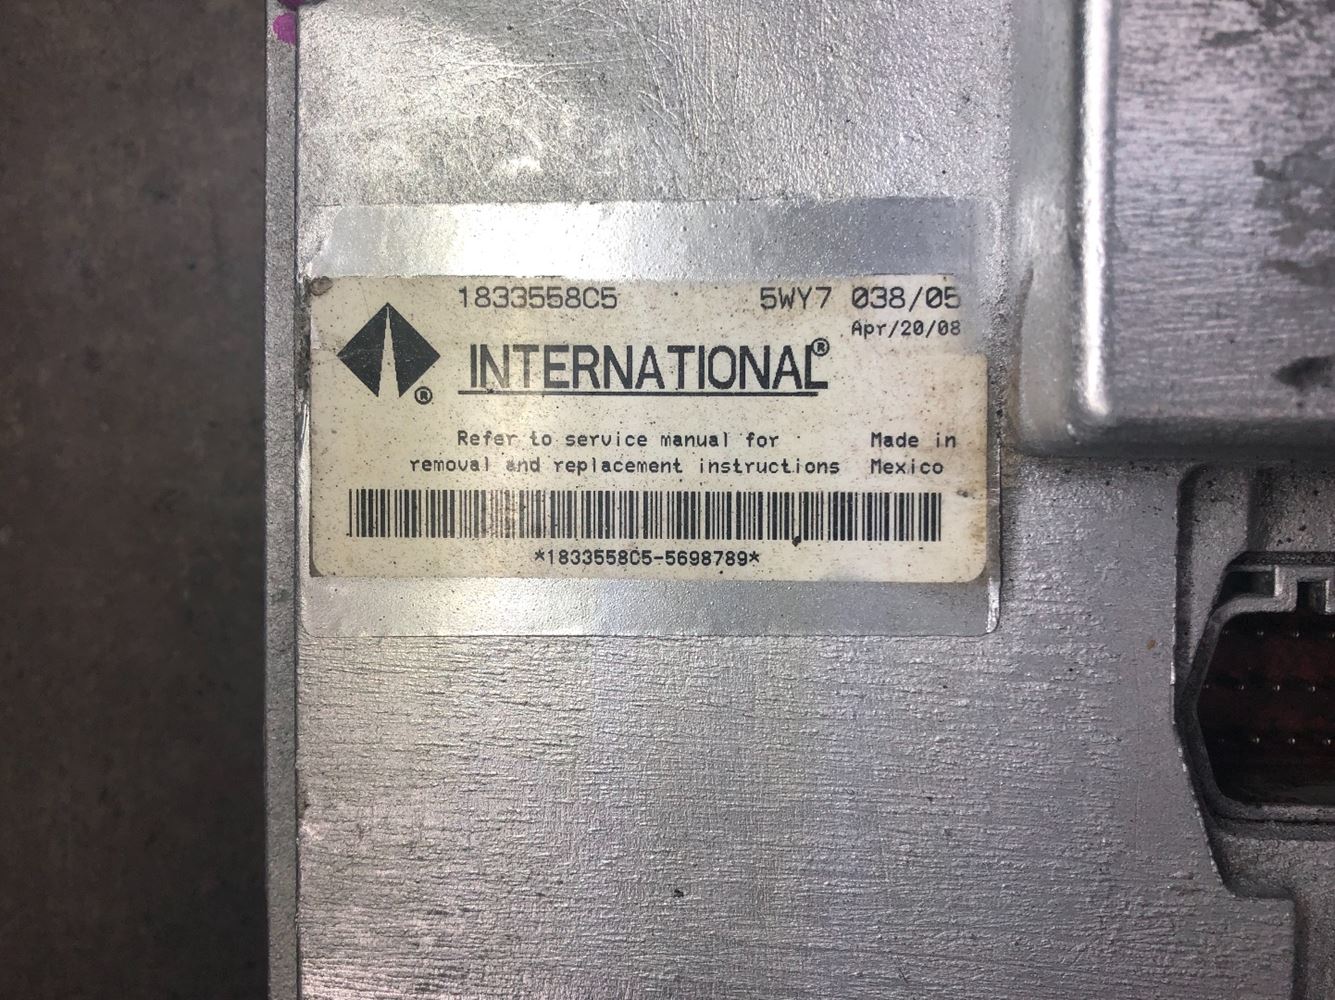 1833558C5 5WY7 038/05
Apr/20/08
INTERNATIONAL®
®
Refer to service manual for Made in
removal and replacement instructions Mexico
*1833558C5-5698789*